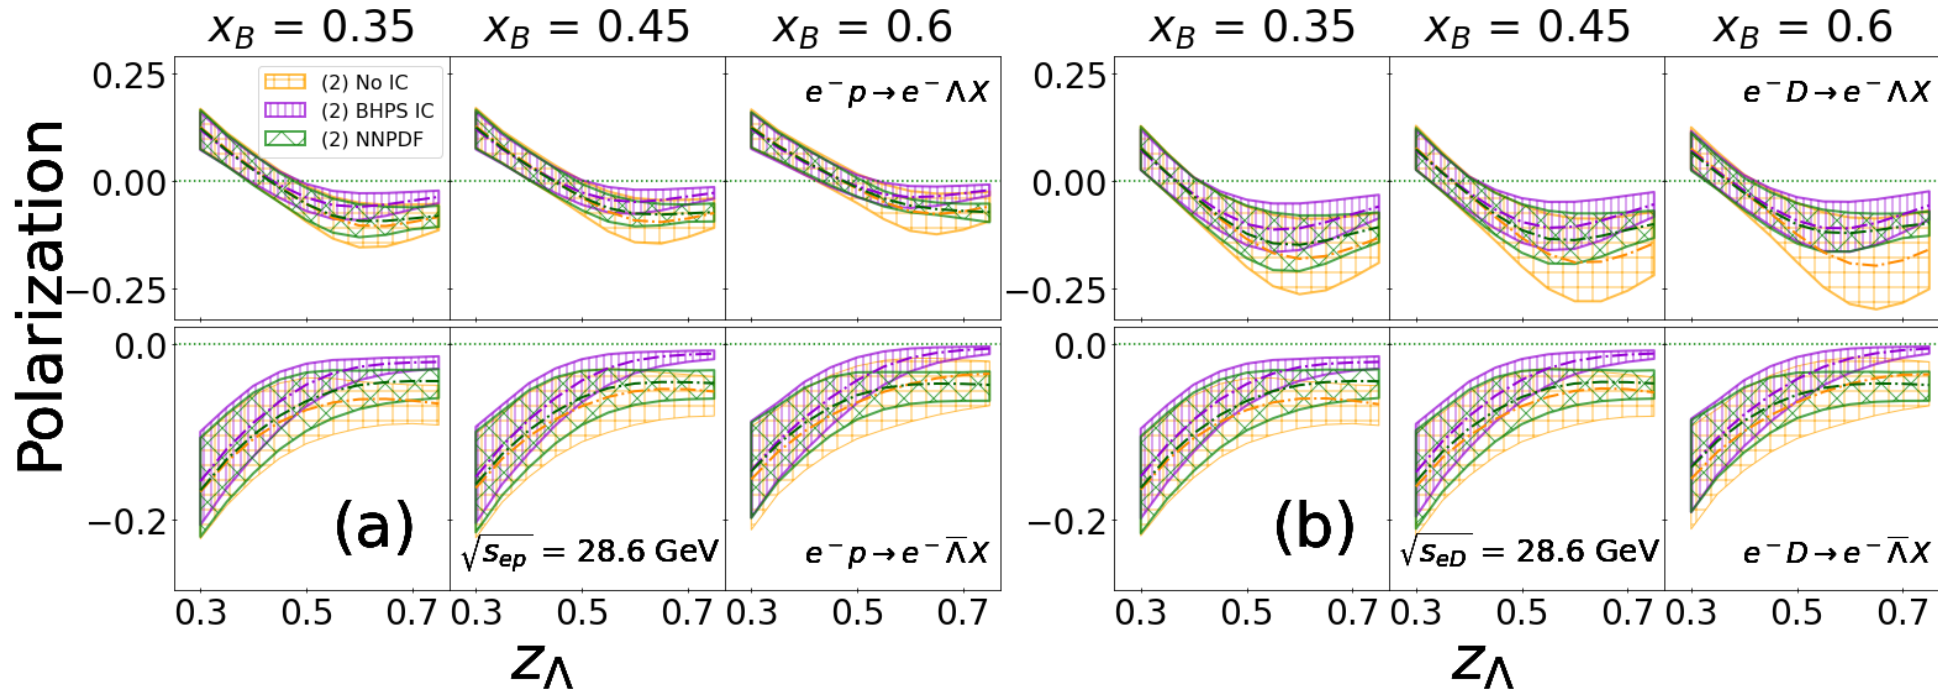 x_B = 0.35 x_B = 0.45 x_B = 0.6 x_B = 0.35 x_B = 0.45 x_B = 0.6
Polarization
0.25
0.00
−0.25
(2) No IC
(2) BHPS IC
(2) NNPDF
e⁻p→e⁻ΛX
0.25
0.00
−0.25
e⁻D→e⁻ΛX
0.0
−0.2
(a)
√s_ep = 28.6 GeV
e⁻p→e⁻Λ̅X
0.0
−0.2
(b)
√s_eD = 28.6 GeV
e⁻D→e⁻Λ̅X
0.3 0.5 0.7 0.3 0.5 0.7 0.3 0.5 0.7 0.3 0.5 0.7 0.3 0.5 0.7 0.3 0.5 0.7
z_Λ z_Λ